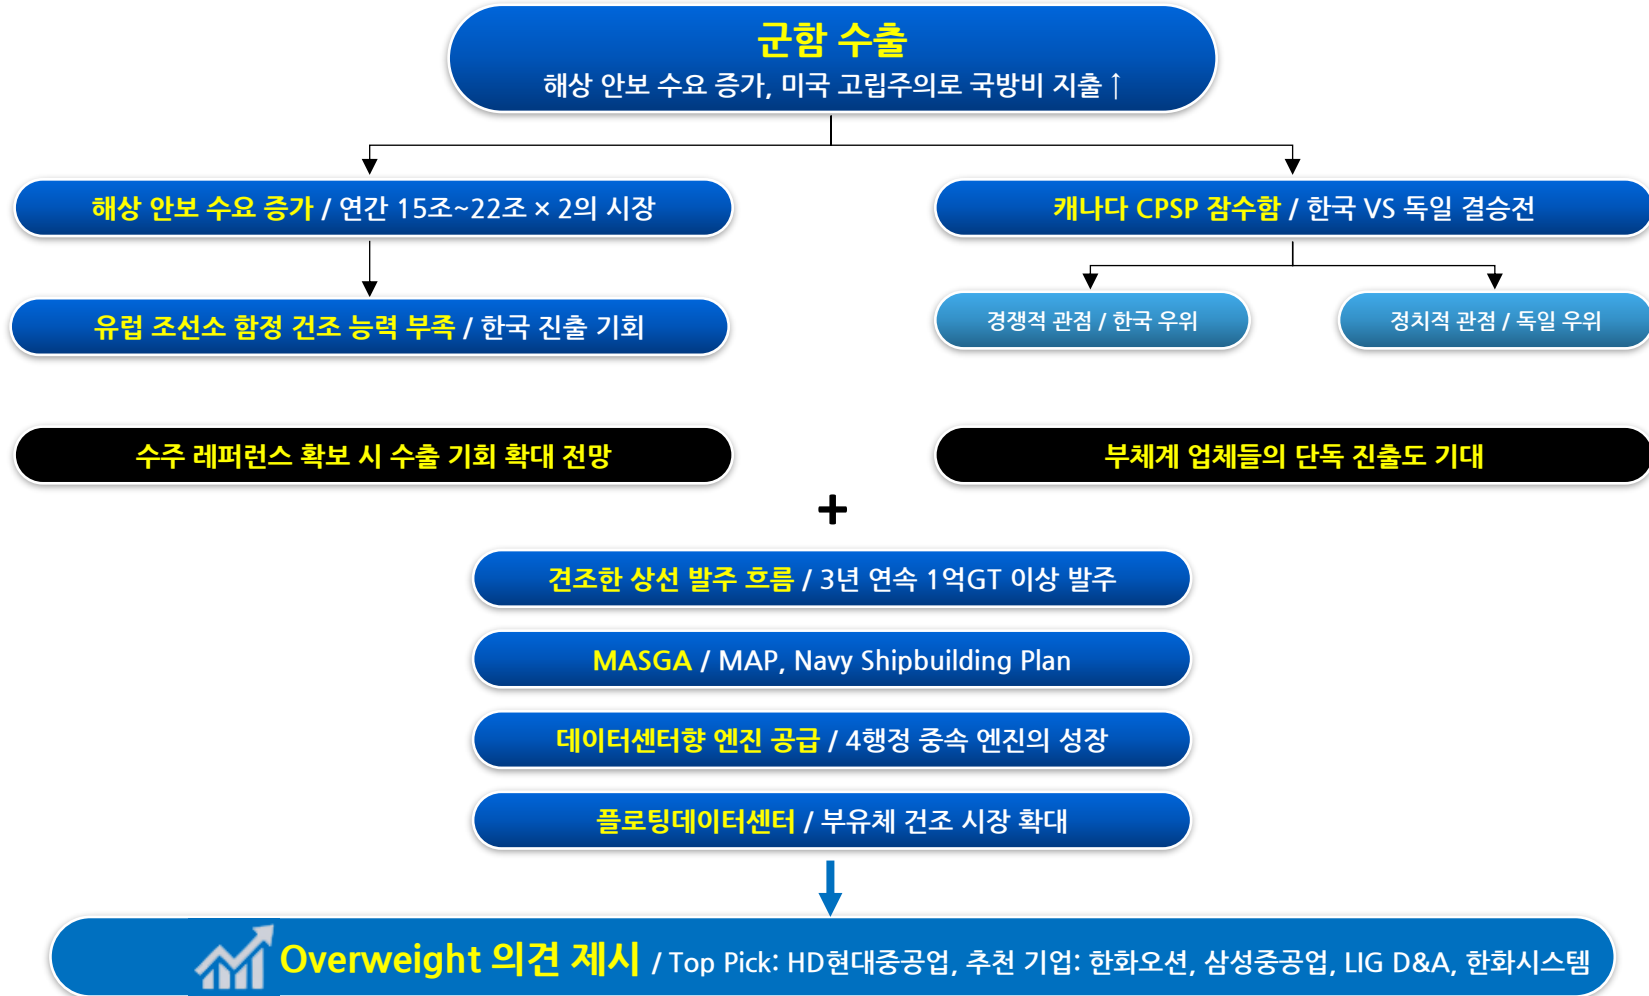 군함 수출
해상 안보 수요 증가, 미국 고립주의로 국방비 지출 ↑
해상 안보 수요 증가 / 연간 15조~22조 × 2의 시장
캐나다 CPSP 잠수함 / 한국 VS 독일 결승전
유럽 조선소 함정 건조 능력 부족 / 한국 진출 기회
경쟁적 관점 / 한국 우위
정치적 관점 / 독일 우위
수주 레퍼런스 확보 시 수출 기회 확대 전망
부체계 업체들의 단독 진출도 기대
+
견조한 상선 발주 흐름 / 3년 연속 1억GT 이상 발주
MASGA / MAP, Navy Shipbuilding Plan
데이터센터향 엔진 공급 / 4행정 중속 엔진의 성장
플로팅데이터센터 / 부유체 건조 시장 확대
Overweight 의견 제시 / Top Pick: HD현대중공업, 추천 기업: 한화오션, 삼성중공업, LIG D&A, 한화시스템